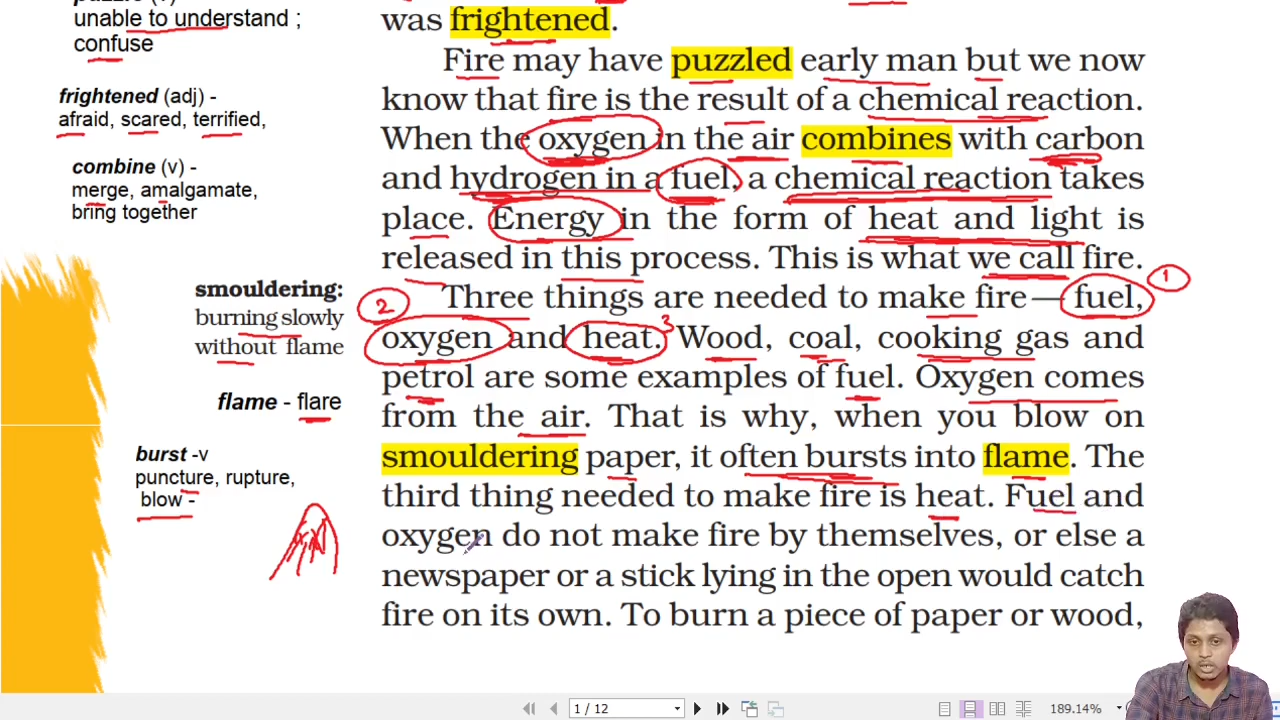 puzzle (v)
unable to understand ;
confuse
frightened (adj) -
afraid, scared, terrified,
combine (v) -
merge, amalgamate,
bring together
smouldering:
burning slowly
without flame
flame - flare
burst -v
puncture, rupture,
blow -
was frightened.
Fire may have puzzled early man but we now
know that fire is the result of a chemical reaction.
When the oxygen in the air combines with carbon
and hydrogen in a fuel, a chemical reaction takes
place. Energy in the form of heat and light is
released in this process. This is what we call fire.
Three things are needed to make fire — fuel,
oxygen and heat. Wood, coal, cooking gas and
petrol are some examples of fuel. Oxygen comes
from the air. That is why, when you blow on
smouldering paper, it often bursts into flame. The
third thing needed to make fire is heat. Fuel and
oxygen do not make fire by themselves, or else a
newspaper or a stick lying in the open would catch
fire on its own. To burn a piece of paper or wood,
1
2
3
1 / 12
189.14%